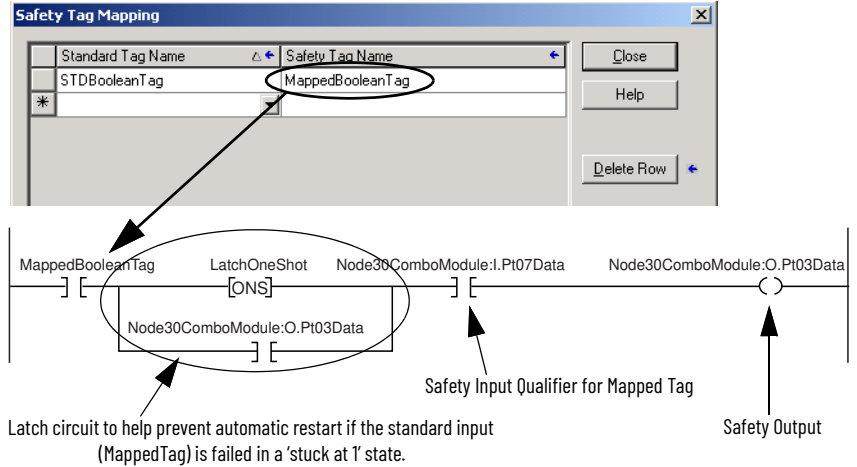 Safety Tag Mapping
Standard Tag Name
Safety Tag Name
STDBooleanTag
MappedBooleanTag
*
Close
Help
Delete Row
MappedBooleanTag
LatchOneShot
Node30ComboModule:I.Pt07Data
Node30ComboModule:O.Pt03Data
ONS
Node30ComboModule:O.Pt03Data
Safety Input Qualifier for Mapped Tag
Safety Output
Latch circuit to help prevent automatic restart if the standard input
(MappedTag) is failed in a ‘stuck at 1’ state.